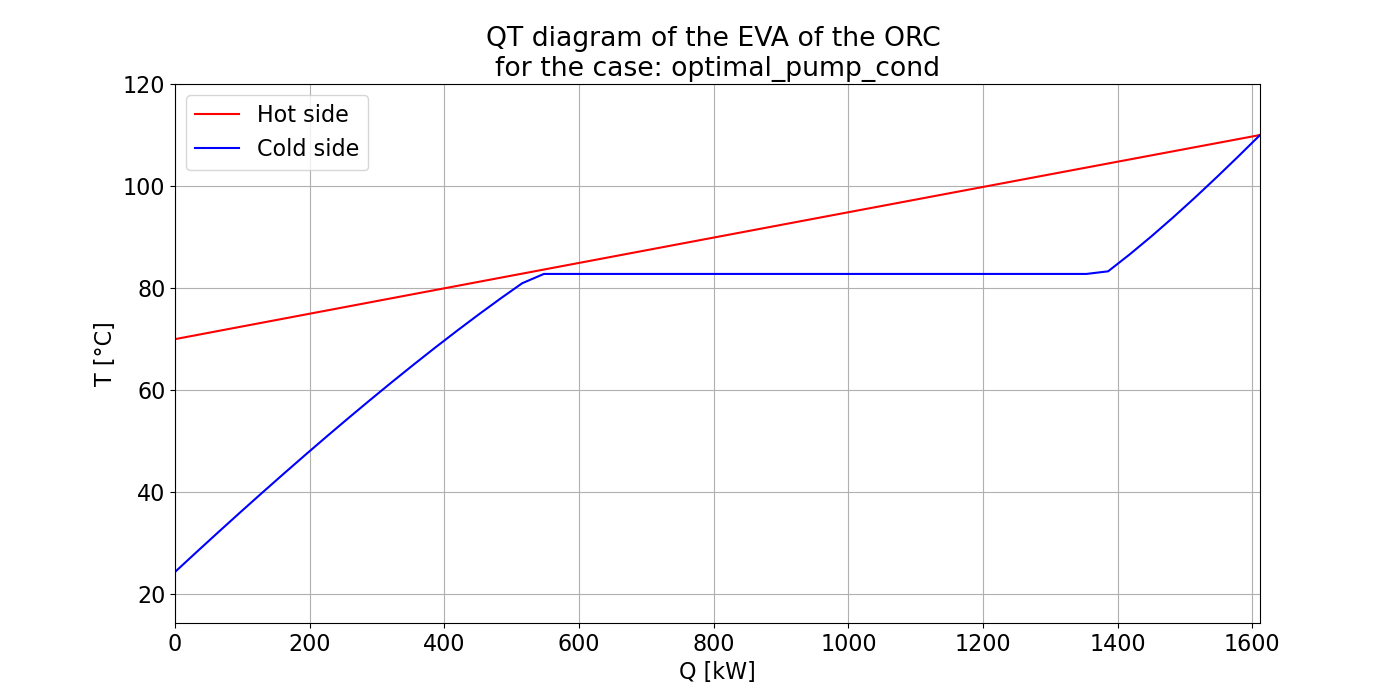 QT diagram of the EVA of the ORC
for the case: optimal_pump_cond
Hot side
Cold side
120
100
80
60
40
20
T [°C]
0 200 400 600 800 1000 1200 1400 1600
Q [kW]